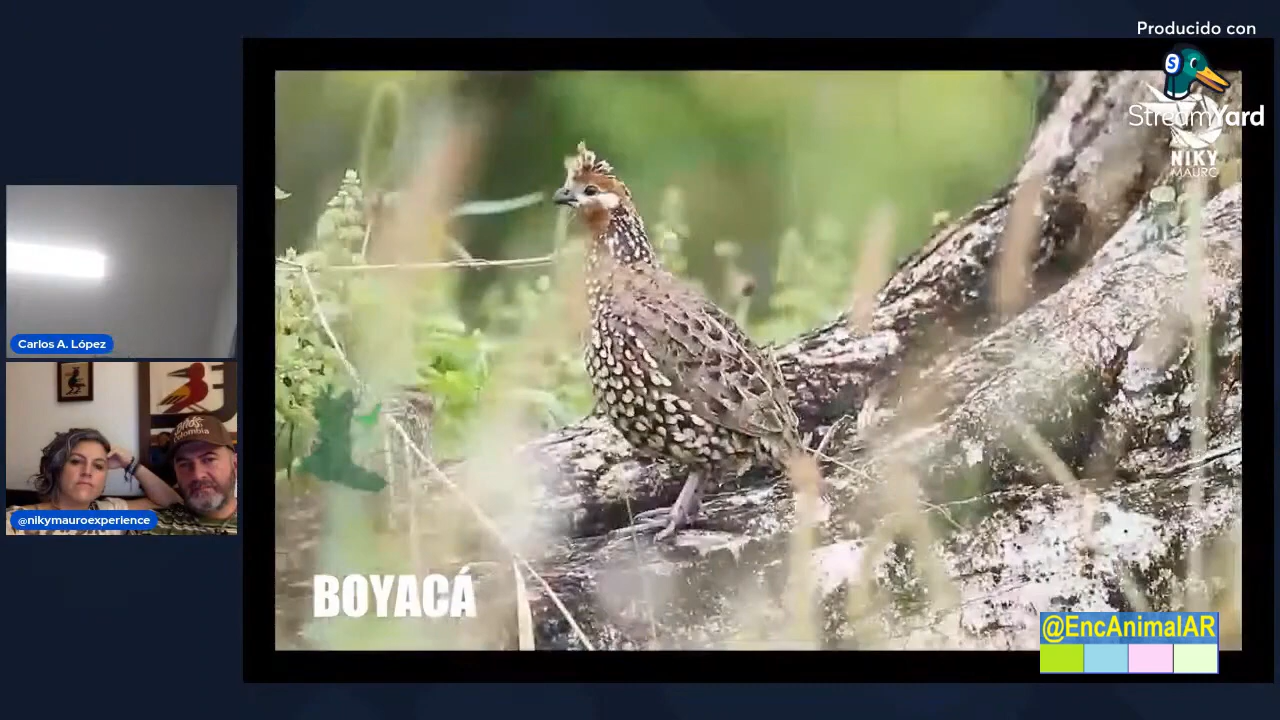 Producido con
StreamYard
NIKY
MAURO
Carlos A. López
@nikymauroexperience
BOYACÁ
@EncAnimalAR